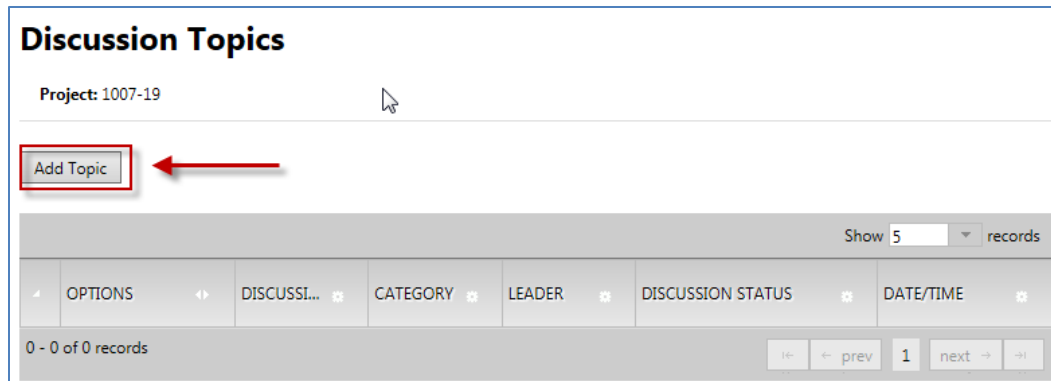 Discussion Topics
Project: 1007-19
Add Topic
Show 5 records
OPTIONS DISCUSSI... CATEGORY LEADER DISCUSSION STATUS DATE/TIME
0 - 0 of 0 records ← prev 1 next →